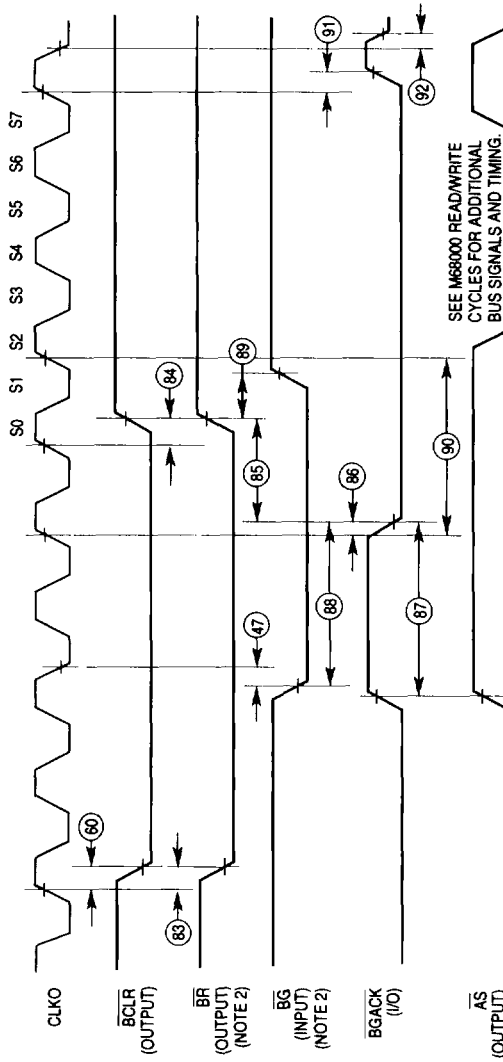 S0 S1 S2 S3 S4 S5 S6 S7
CLKO
60
84
91
BCLR
(OUTPUT)
83
92
BR
(OUTPUT)
(NOTE 2)
47
85
89
BG
(INPUT)
(NOTE 2)
88
86
BGACK
(I/O)
87
90
SEE M68000 READ/WRITE
CYCLES FOR ADDITIONAL
BUS SIGNALS AND TIMING.
AS
(OUTPUT)